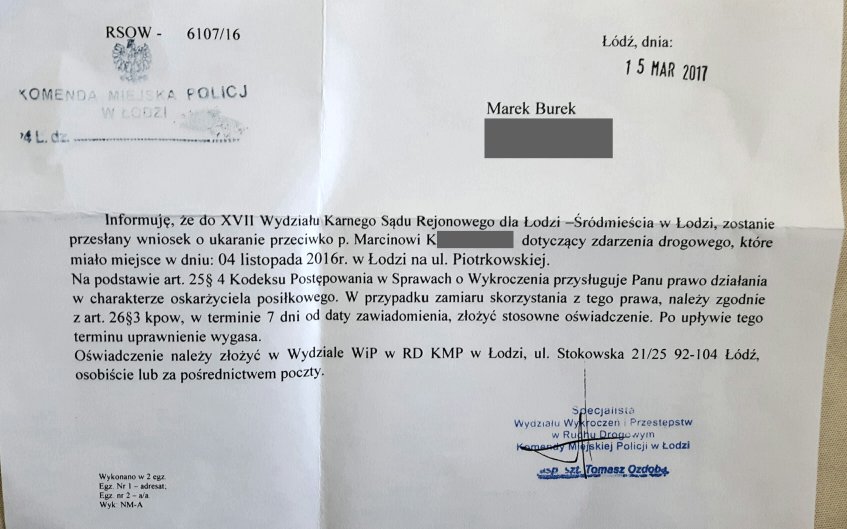 RSOW - 6107/16
Łódź, dnia:
15 MAR 2017
KOMENDA MIEJSKA POLICJI
W ŁODZI
L. dz.
Marek Burek
Informuję, że do XVII Wydziału Karnego Sądu Rejonowego dla Łodzi –Śródmieścia w Łodzi, zostanie
przesłany wniosek o ukaranie przeciwko p. Marcinowi K dotyczący zdarzenia drogowego, które
miało miejsce w dniu: 04 listopada 2016r. w Łodzi na ul. Piotrkowskiej.
Na podstawie art. 25§ 4 Kodeksu Postępowania w Sprawach o Wykroczenia przysługuje Panu prawo działania
w charakterze oskarżyciela posiłkowego. W przypadku zamiaru skorzystania z tego prawa, należy zgodnie
z art. 26§3 kpow, w terminie 7 dni od daty zawiadomienia, złożyć stosowne oświadczenie. Po upływie tego
terminu uprawnienie wygasa.
Oświadczenie należy złożyć w Wydziale WiP w RD KMP w Łodzi, ul. Stokowska 21/25 92-104 Łódź,
osobiście lub za pośrednictwem poczty.
Specjalista
Wydziału Wykroczeń i Przestępstw
w Ruchu Drogowym
Komendy Miejskiej Policji w Łodzi
asp. szt. Tomasz Ozdoba
Wykonano w 2 egz.
Egz. Nr 1 – adresat,
Egz. nr 2 – a/a
Wyk. NM-A